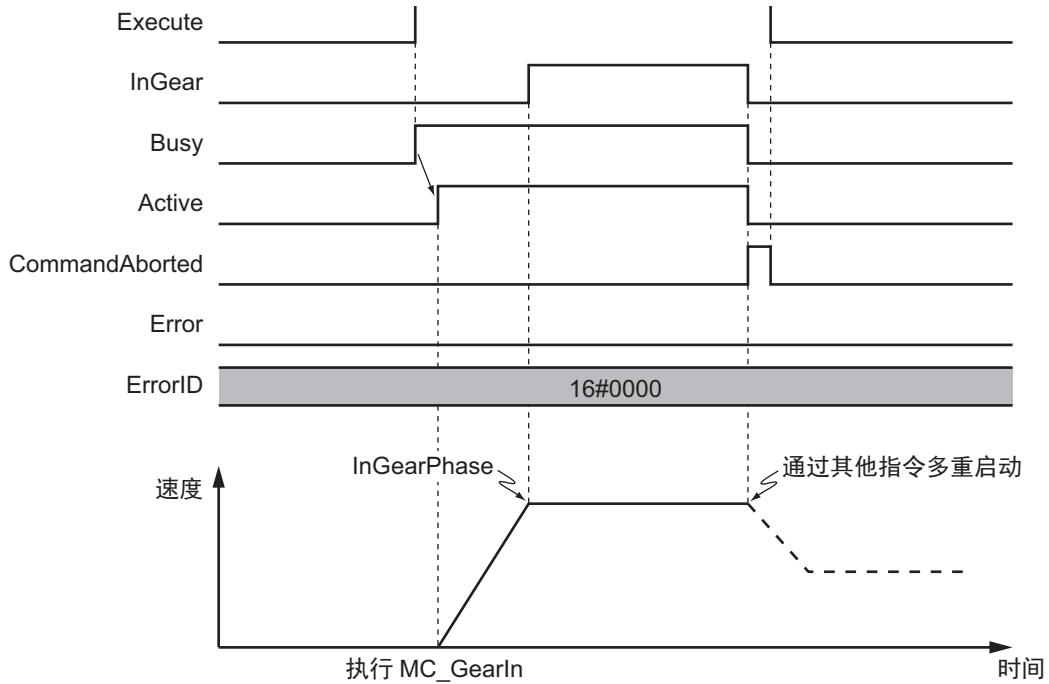 Execute
InGear
Busy
Active
CommandAborted
Error
ErrorID
16#0000
InGearPhase
通过其他指令多重启动
速度
执行 MC_GearIn
时间